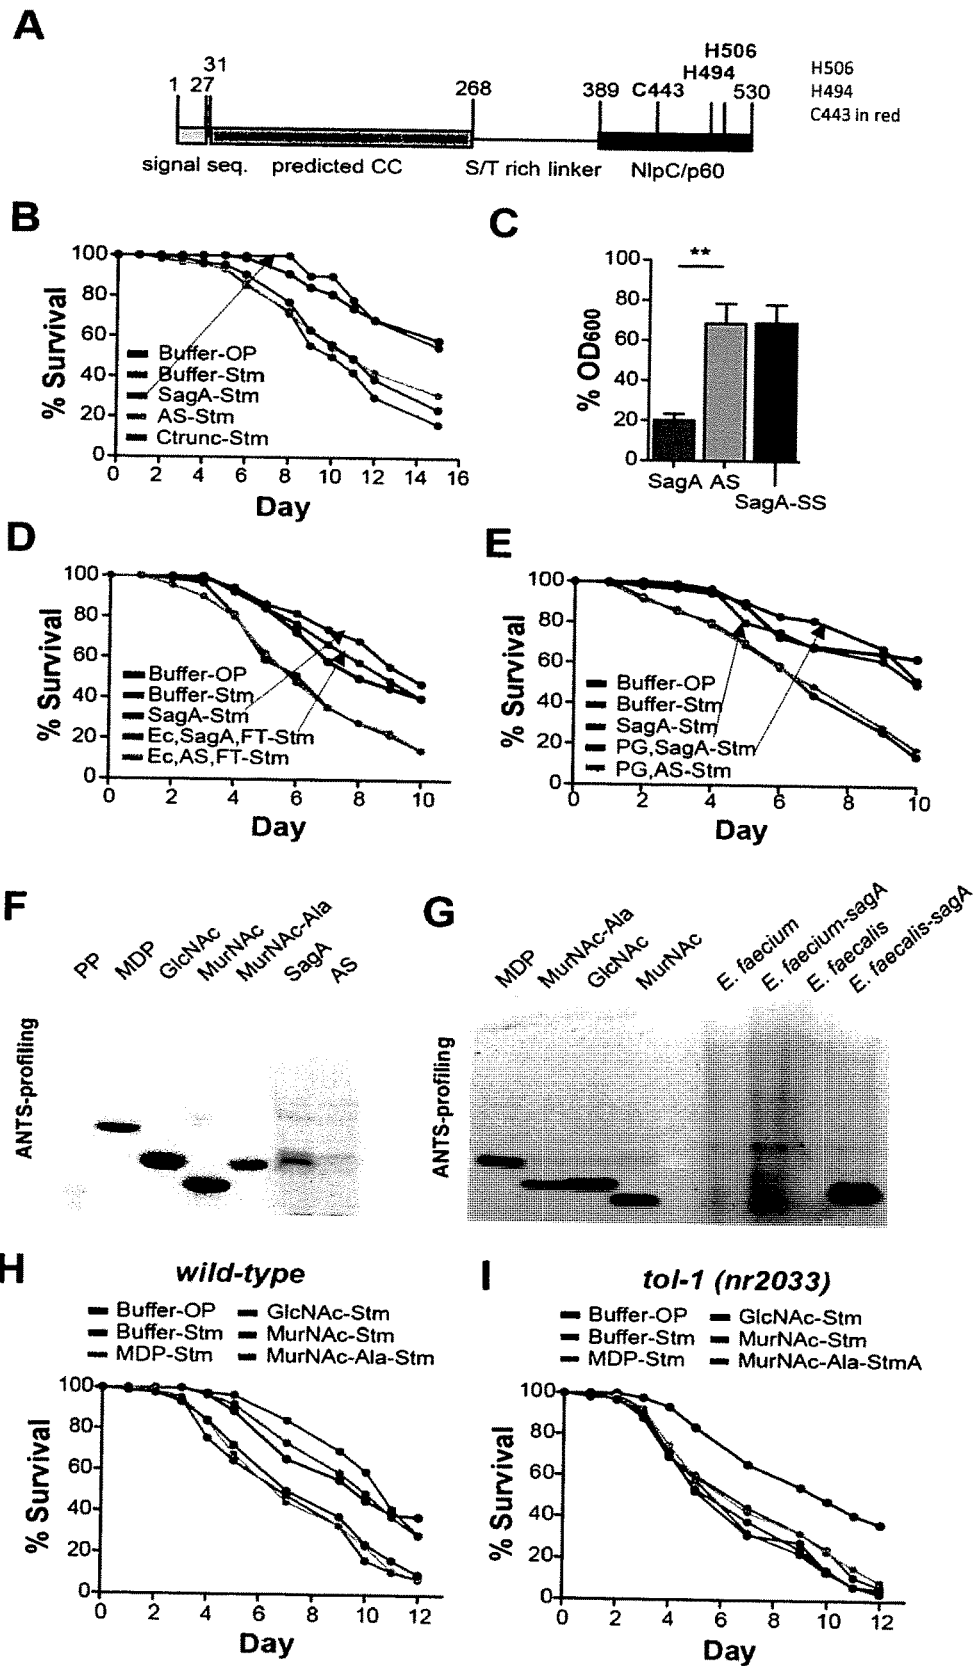 A
31
1 27 268 389 C443 H494 H506 530
H506
H494
C443 in red
signal seq. predicted CC S/T rich linker NlpC/p60
B
% Survival
100
80
60
40
20
0
Buffer-OP
Buffer-Stm
SagA-Stm
AS-Stm
Ctrunc-Stm
0 2 4 6 8 10 12 14 16
Day
C
% OD600
100
80
60
40
20
0
**
SagA AS
SagA-SS
D
% Survival
100
80
60
40
20
0
Buffer-OP
Buffer-Stm
SagA-Stm
Ec,SagA,FT-Stm
Ec,AS,FT-Stm
0 2 4 6 8 10
Day
E
% Survival
100
80
60
40
20
0
Buffer-OP
Buffer-Stm
SagA-Stm
PG,SagA-Stm
PG,AS-Stm
0 2 4 6 8 10
Day
F
PP MDP GlcNAc MurNAc MurNAc-Ala SagA AS
ANTS-profiling
G
MDP MurNAc-Ala GlcNAc MurNAc E. faecium E. faecium-sagA E. faecalis E. faecalis-sagA
ANTS-profiling
H
wild-type
Buffer-OP GlcNAc-Stm
Buffer-Stm MurNAc-Stm
MDP-Stm MurNAc-Ala-Stm
% Survival
100
80
60
40
20
0
0 2 4 6 8 10 12
Day
I
tol-1 (nr2033)
Buffer-OP GlcNAc-Stm
Buffer-Stm MurNAc-Stm
MDP-Stm MurNAc-Ala-StmA
% Survival
100
80
60
40
20
0
0 2 4 6 8 10 12
Day